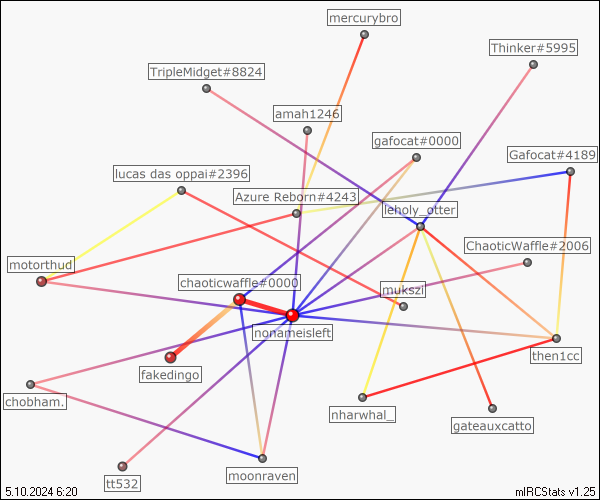 mercurybro
Thinker#5995
TripleMidget#8824
amah1246
gafocat#0000
Gafocat#4189
lucas das oppai#2396
Azure Reborn#4243
leholy_otter
ChaoticWaffle#2006
motorthud
chaoticwaffle#0000
mukszi
nonameisleft
then1cc
fakedingo
chobham.
nharwhal_
gateauxcatto
moonraven
tt532
5.10.2024 6:20
mIRCStats v1.25